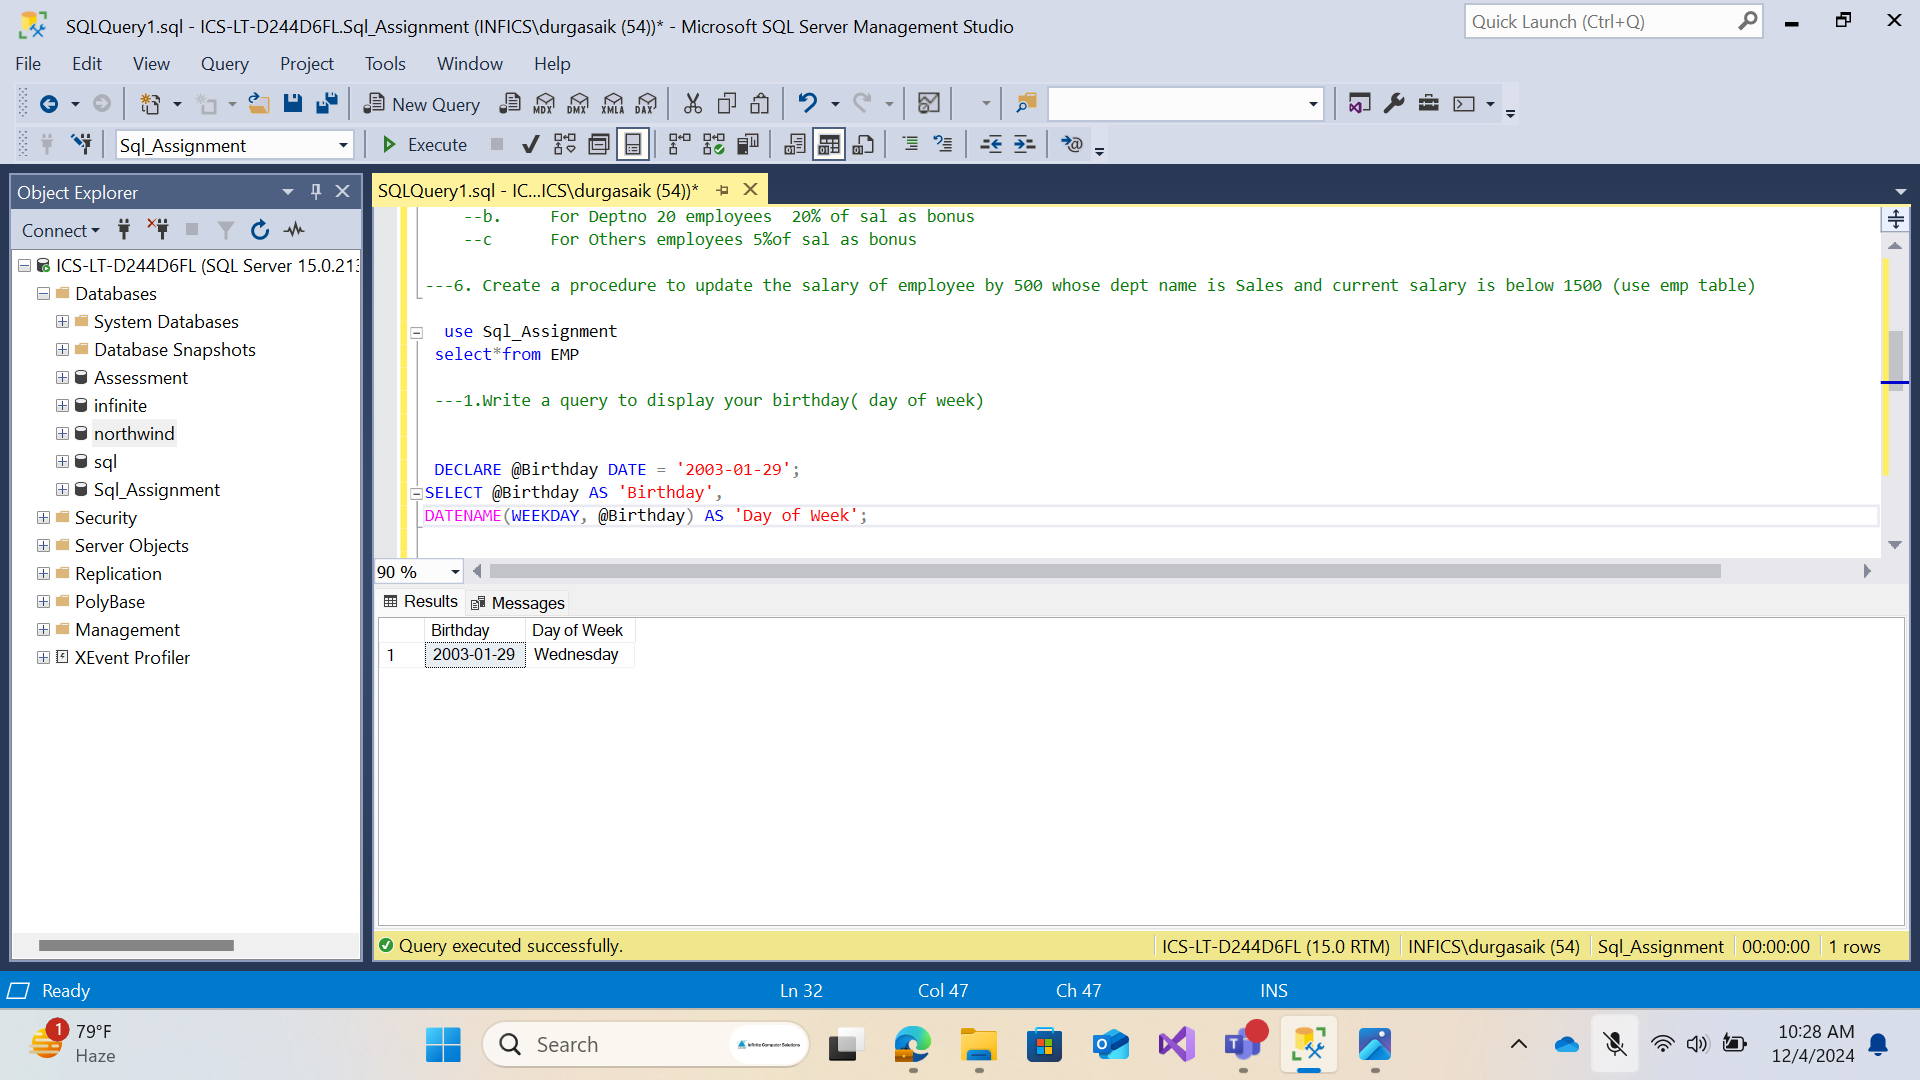 SQLQuery1.sql - ICS-LT-D244D6FL.Sql_Assignment (INFICS\durgasaik (54))* - Microsoft SQL Server Management Studio
Quick Launch (Ctrl+Q)
File Edit View Query Project Tools Window Help
New Query MDX DMX XMLA DAX
Sql_Assignment Execute
Object Explorer
Connect
ICS-LT-D244D6FL (SQL Server 15.0.213
Databases
System Databases
Database Snapshots
Assessment
infinite
northwind
sql
Sql_Assignment
Security
Server Objects
Replication
PolyBase
Management
XEvent Profiler
SQLQuery1.sql - IC...ICS\durgasaik (54))*
--b. For Deptno 20 employees 20% of sal as bonus
--c For Others employees 5%of sal as bonus
---6. Create a procedure to update the salary of employee by 500 whose dept name is Sales and current salary is below 1500 (use emp table)
use Sql_Assignment
select*from EMP
---1.Write a query to display your birthday( day of week)
DECLARE @Birthday DATE = '2003-01-29';
SELECT @Birthday AS 'Birthday',
DATENAME(WEEKDAY, @Birthday) AS 'Day of Week';
90 %
Results Messages
Birthday Day of Week
1 2003-01-29 Wednesday
Query executed successfully. ICS-LT-D244D6FL (15.0 RTM) INFICS\durgasaik (54) Sql_Assignment 00:00:00 1 rows
Ready Ln 32 Col 47 Ch 47 INS
1 79°F
Haze
Search
Infinite Computer Solutions
10:28 AM
12/4/2024